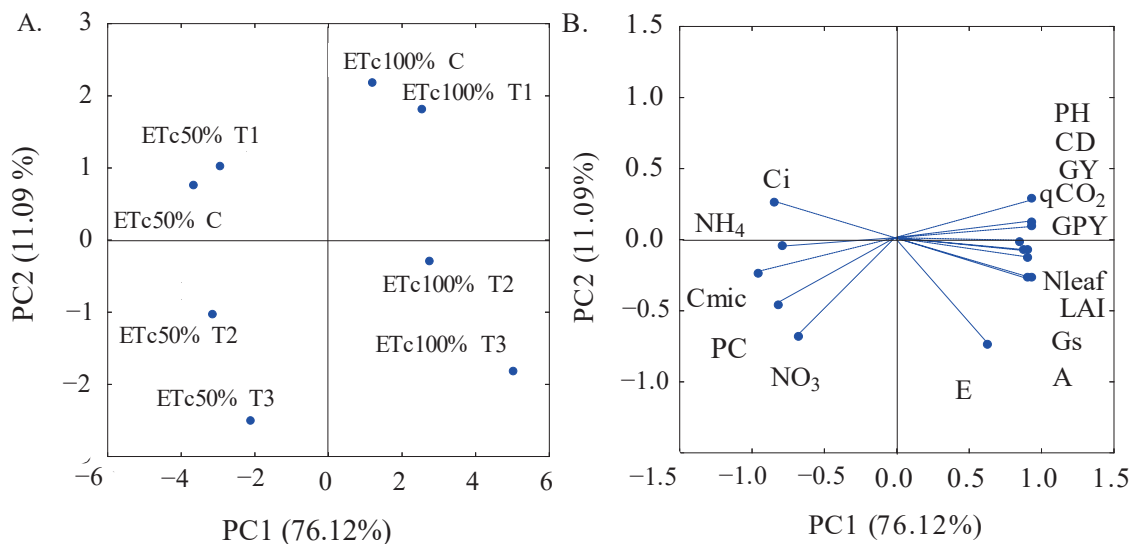 A.
3
2
1
0
−1
−2
−6
−4
−2
0
2
4
6
PC2 (11.09 %)
PC1 (76.12%)
ETc100% C
ETc100% T1
ETc50% T1
ETc50% C
ETc100% T2
ETc50% T2
ETc100% T3
ETc50% T3
B.
1.5
1.0
0.5
0.0
−0.5
−1.0
−1.5
−1.0
−0.5
0.0
0.5
1.0
1.5
PC2 (11.09%)
PC1 (76.12%)
PH
CD
GY
qCO₂
GPY
Ci
NH₄
Cmic
PC
NO₃
E
Nleaf
LAI
Gs
A